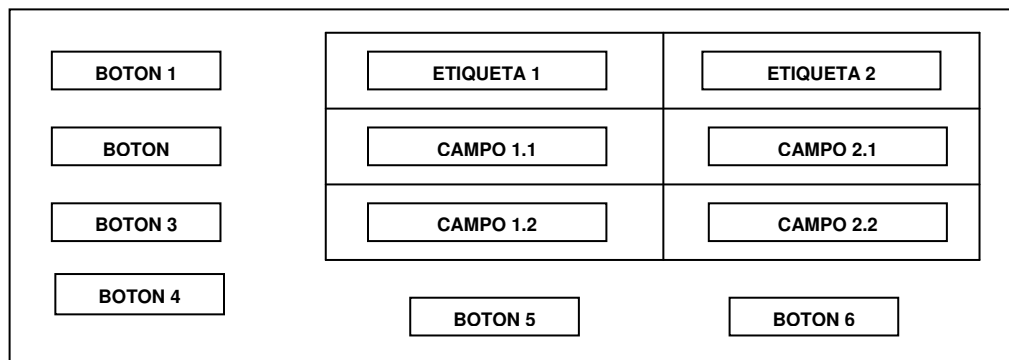 BOTON 1
ETIQUETA 1
ETIQUETA 2
BOTON
CAMPO 1.1
CAMPO 2.1
BOTON 3
CAMPO 1.2
CAMPO 2.2
BOTON 4
BOTON 5
BOTON 6